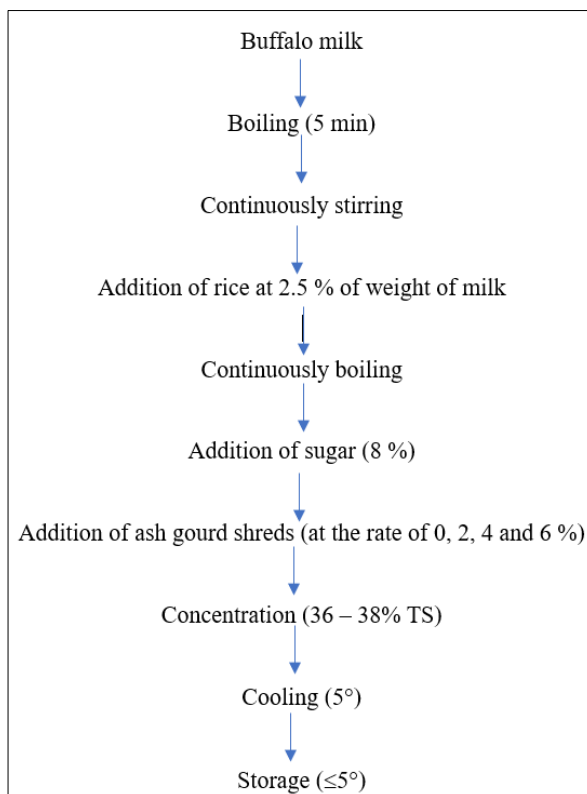 Buffalo milk
Boiling (5 min)
Continuously stirring
Addition of rice at 2.5 % of weight of milk
Continuously boiling
Addition of sugar (8 %)
Addition of ash gourd shreds (at the rate of 0, 2, 4 and 6 %)
Concentration (36 – 38% TS)
Cooling (5°)
Storage (≤5°)